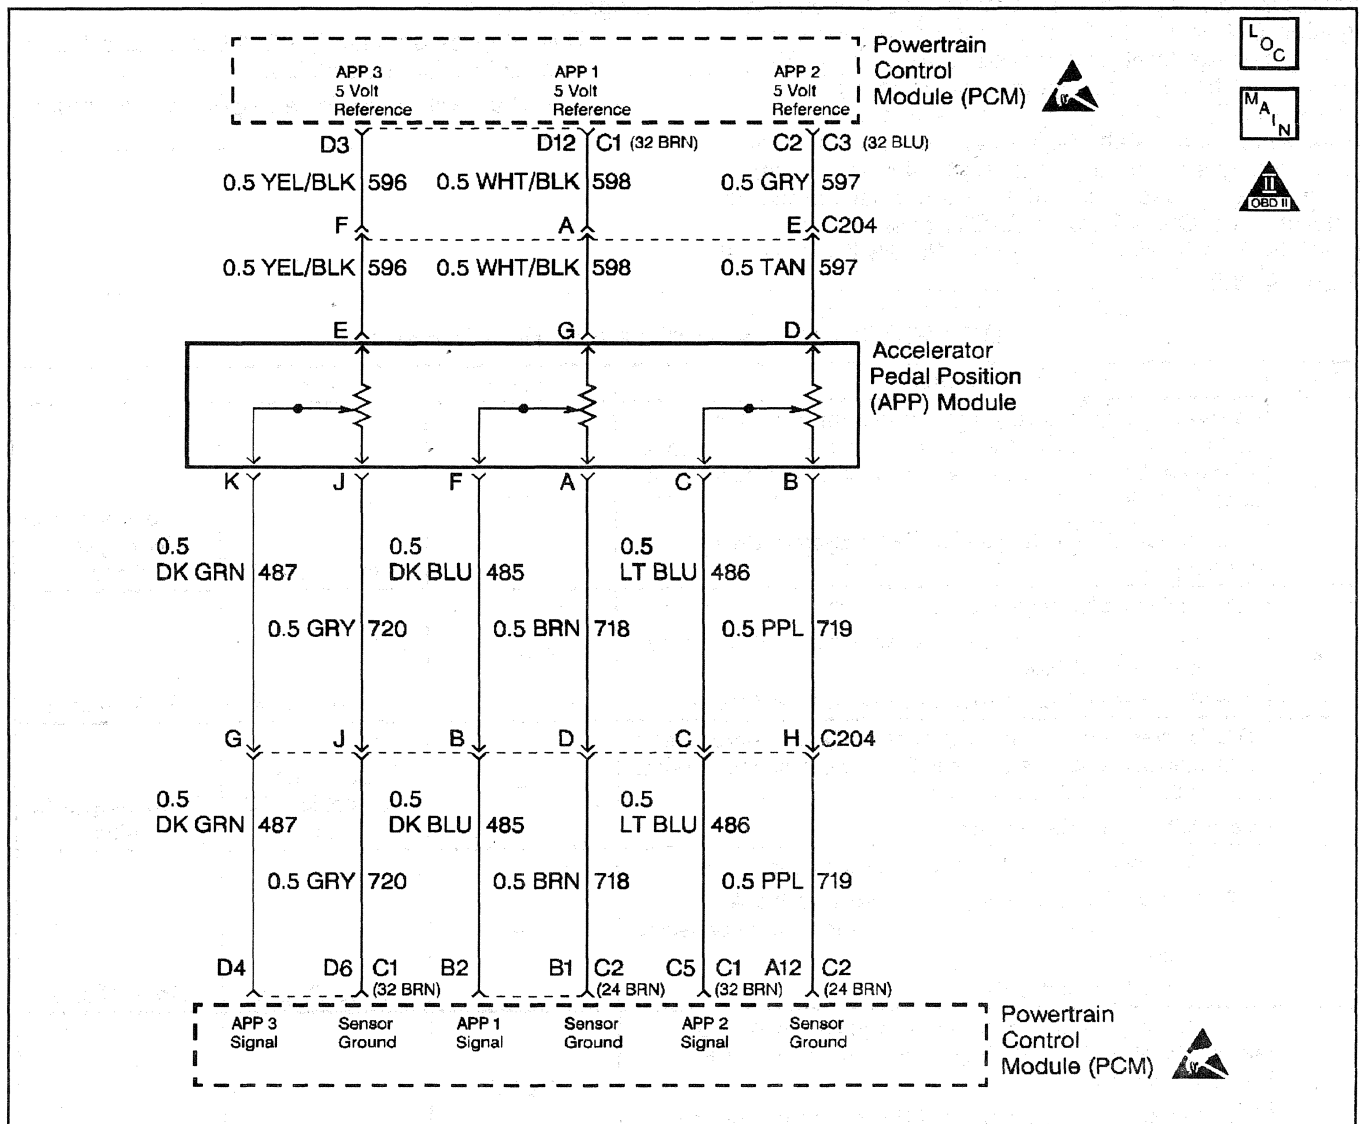 APP 3 5 Volt Reference
APP 1 5 Volt Reference
APP 2 5 Volt Reference
Powertrain Control Module (PCM)
LOC
MAIN
II OBD II
D3 D12 C1 (32 BRN) C2 C3 (32 BLU)
0.5 YEL/BLK 596 0.5 WHT/BLK 598 0.5 GRY 597
F A E C204
0.5 YEL/BLK 596 0.5 WHT/BLK 598 0.5 TAN 597
E G D
Accelerator
Pedal Position
(APP) Module
K J F A C B
0.5 DK GRN 487 0.5 DK BLU 485 0.5 LT BLU 486
0.5 GRY 720 0.5 BRN 718 0.5 PPL 719
G J B D C H C204
0.5 DK GRN 487 0.5 DK BLU 485 0.5 LT BLU 486
0.5 GRY 720 0.5 BRN 718 0.5 PPL 719
D4 D6 C1 (32 BRN) B2 B1 C2 (24 BRN) C5 C1 (32 BRN) A12 C2 (24 BRN)
APP 3 Signal
Sensor Ground
APP 1 Signal
Sensor Ground
APP 2 Signal
Sensor Ground
Powertrain
Control
Module (PCM)